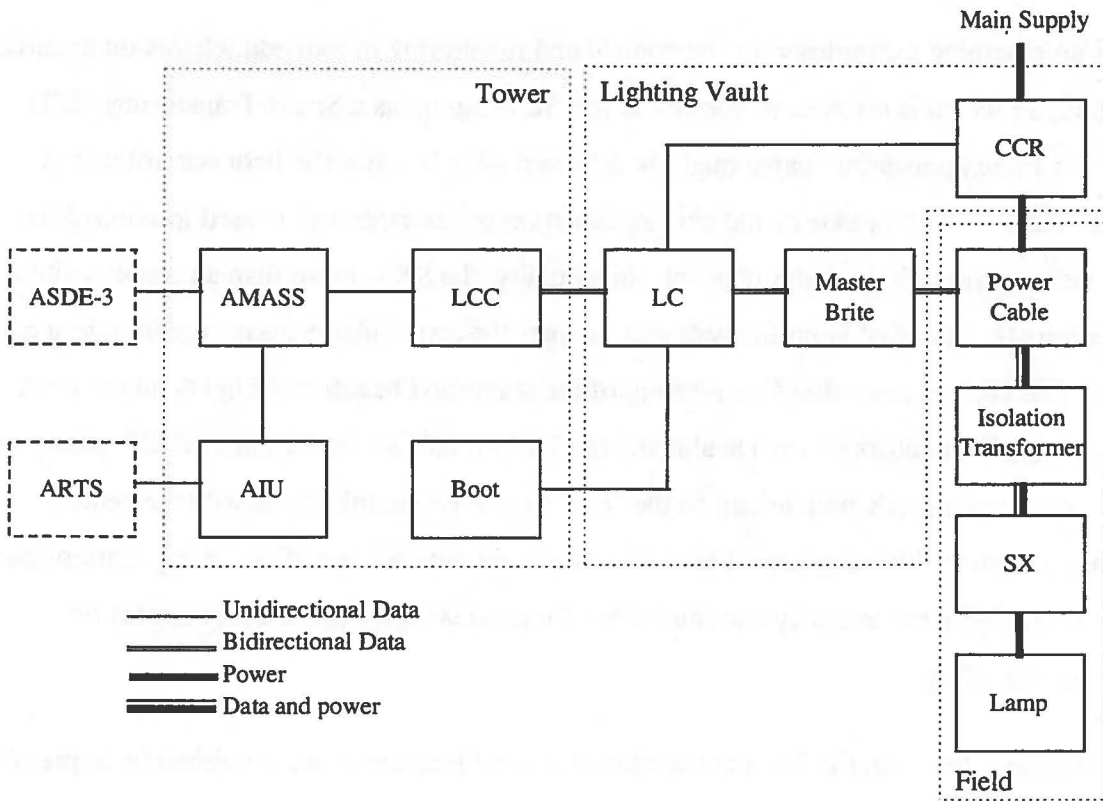 Main Supply
Tower
Lighting Vault
CCR
ASDE-3
AMASS
LCC
LC
Master
Brite
Power
Cable
Isolation
Transformer
ARTS
AIU
Boot
SX
Lamp
Field
Unidirectional Data
Bidirectional Data
Power
Data and power